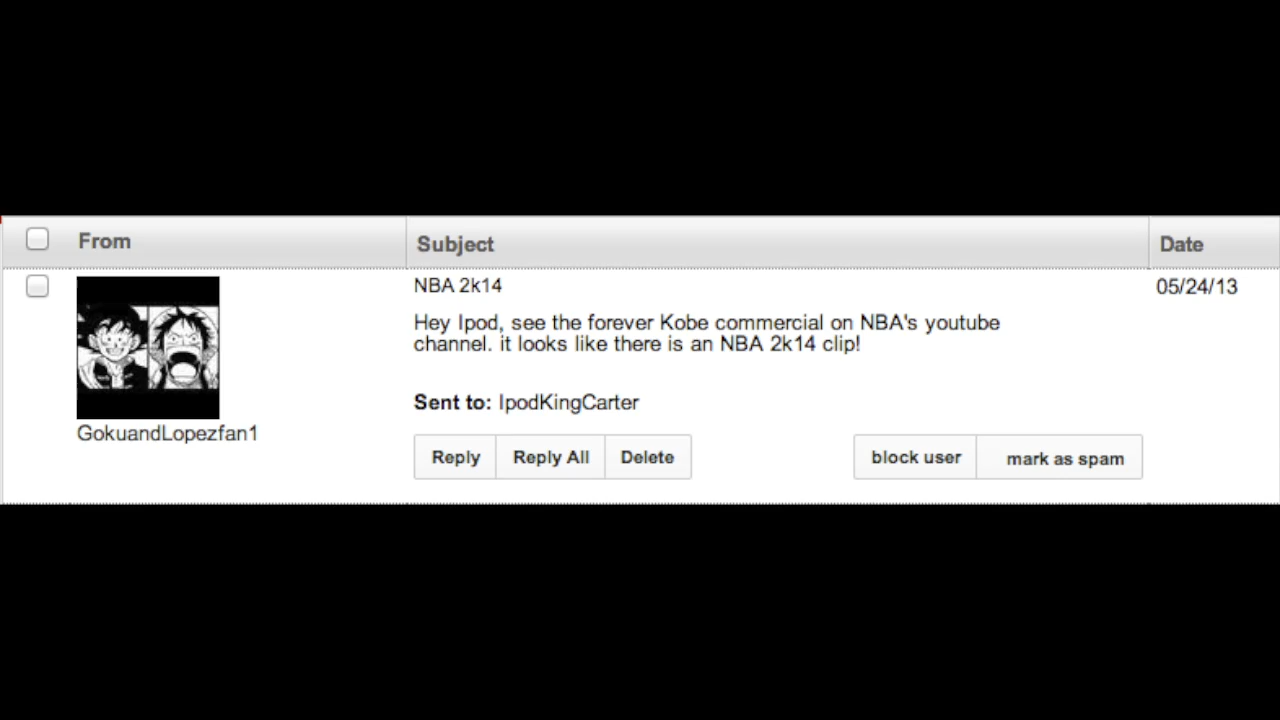 From
Subject
Date
NBA 2k14
05/24/13
Hey Ipod, see the forever Kobe commercial on NBA's youtube
channel. it looks like there is an NBA 2k14 clip!
Sent to: IpodKingCarter
GokuandLopezfan1
Reply
Reply All
Delete
block user
mark as spam